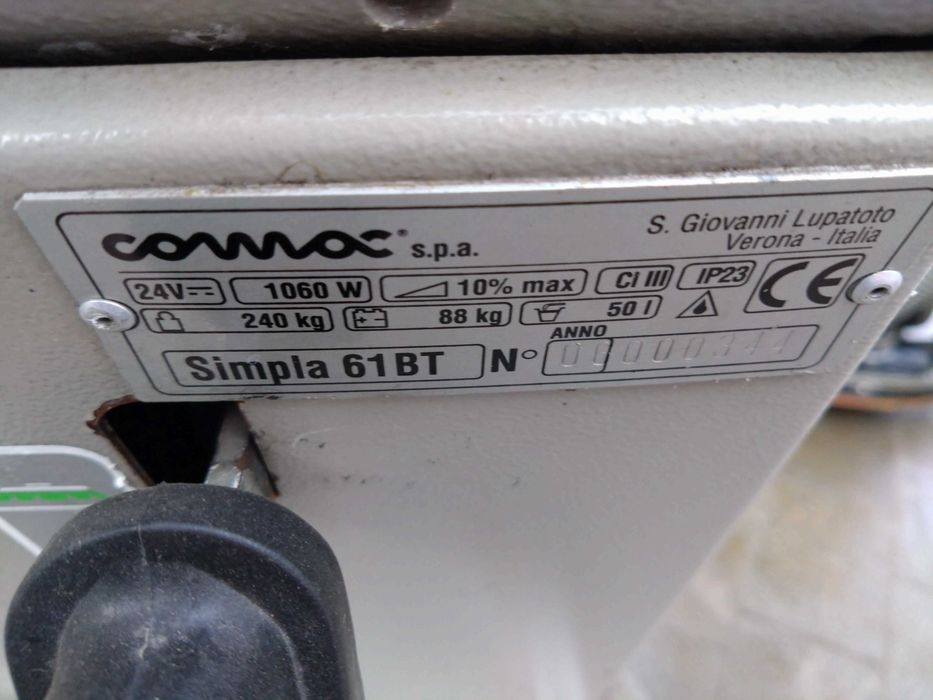 comac® s.p.a.
S. Giovanni Lupatoto
Verona - Italia
24V 1060 W 10% max Cl III IP23 CE
240 kg 88 kg 50 l
ANNO
Simpla 61BT N°